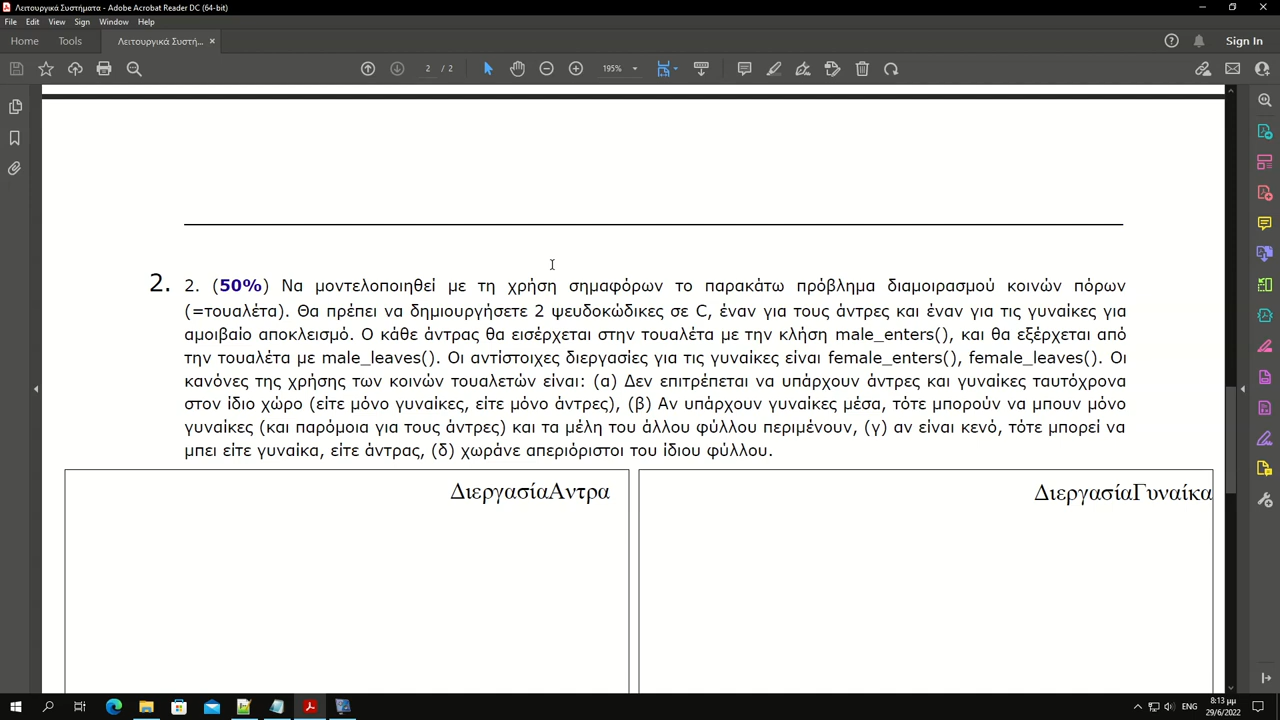 Λειτουργικά Συστήματα - Adobe Acrobat Reader DC (64-bit)
File Edit View Sign Window Help
Home Tools Λειτουργικά Συστή... × Sign In
2 / 2 195%
2. 2. (50%) Να μοντελοποιηθεί με τη χρήση σημαφόρων το παρακάτω πρόβλημα διαμοιρασμού κοινών πόρων
(=τουαλέτα). Θα πρέπει να δημιουργήσετε 2 ψευδοκώδικες σε C, έναν για τους άντρες και έναν για τις γυναίκες για
αμοιβαίο αποκλεισμό. Ο κάθε άντρας θα εισέρχεται στην τουαλέτα με την κλήση male_enters(), και θα εξέρχεται από
την τουαλέτα με male_leaves(). Οι αντίστοιχες διεργασίες για τις γυναίκες είναι female_enters(), female_leaves(). Οι
κανόνες της χρήσης των κοινών τουαλετών είναι: (α) Δεν επιτρέπεται να υπάρχουν άντρες και γυναίκες ταυτόχρονα
στον ίδιο χώρο (είτε μόνο γυναίκες, είτε μόνο άντρες), (β) Αν υπάρχουν γυναίκες μέσα, τότε μπορούν να μπουν μόνο
γυναίκες (και παρόμοια για τους άντρες) και τα μέλη του άλλου φύλλου περιμένουν, (γ) αν είναι κενό, τότε μπορεί να
μπει είτε γυναίκα, είτε άντρας, (δ) χωράνε απεριόριστοι του ίδιου φύλλου.
ΔιεργασίαΑντρα ΔιεργασίαΓυναίκα
ENG 8:13 μμ
29/6/2022